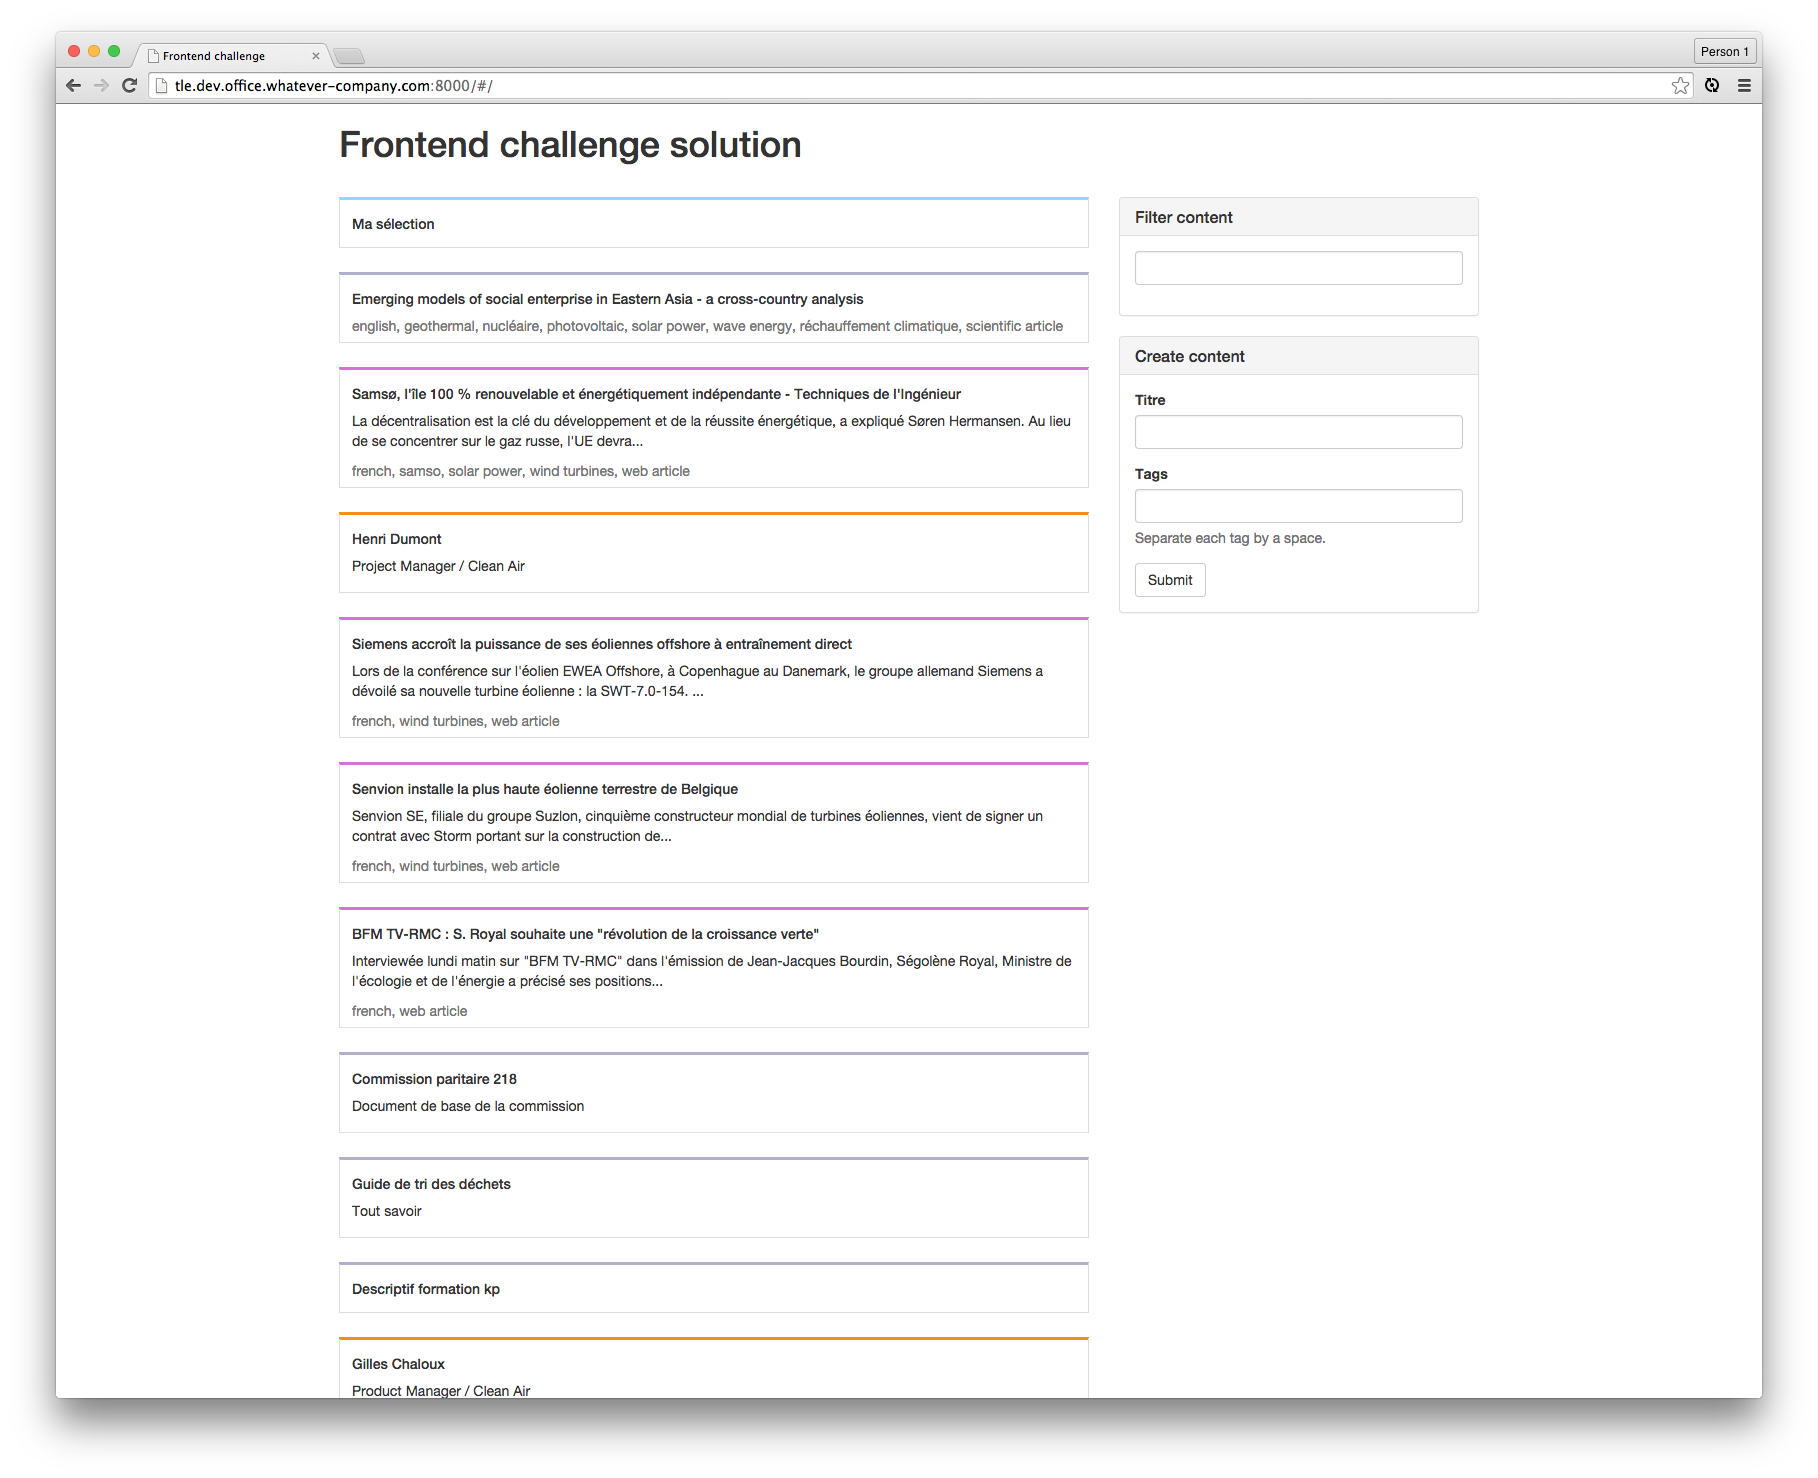 Frontend challenge
Person 1
tle.dev.office.whatever-company.com:8000/#/
Frontend challenge solution
Ma sélection
Emerging models of social enterprise in Eastern Asia - a cross-country analysis
english, geothermal, nucléaire, photovoltaic, solar power, wave energy, réchauffement climatique, scientific article
Samsø, l'île 100 % renouvelable et énergétiquement indépendante - Techniques de l'Ingénieur
La décentralisation est la clé du développement et de la réussite énergétique, a expliqué Søren Hermansen. Au lieu
de se concentrer sur le gaz russe, l'UE devra...
french, samso, solar power, wind turbines, web article
Henri Dumont
Project Manager / Clean Air
Siemens accroît la puissance de ses éoliennes offshore à entraînement direct
Lors de la conférence sur l'éolien EWEA Offshore, à Copenhague au Danemark, le groupe allemand Siemens a
dévoilé sa nouvelle turbine éolienne : la SWT-7.0-154. ...
french, wind turbines, web article
Senvion installe la plus haute éolienne terrestre de Belgique
Senvion SE, filiale du groupe Suzlon, cinquième constructeur mondial de turbines éoliennes, vient de signer un
contrat avec Storm portant sur la construction de...
french, wind turbines, web article
BFM TV-RMC : S. Royal souhaite une "révolution de la croissance verte"
Interviewée lundi matin sur "BFM TV-RMC" dans l'émission de Jean-Jacques Bourdin, Ségolène Royal, Ministre de
l'écologie et de l'énergie a précisé ses positions...
french, web article
Commission paritaire 218
Document de base de la commission
Guide de tri des déchets
Tout savoir
Descriptif formation kp
Gilles Chaloux
Product Manager / Clean Air
Filter content
Create content
Titre
Tags
Separate each tag by a space.
Submit